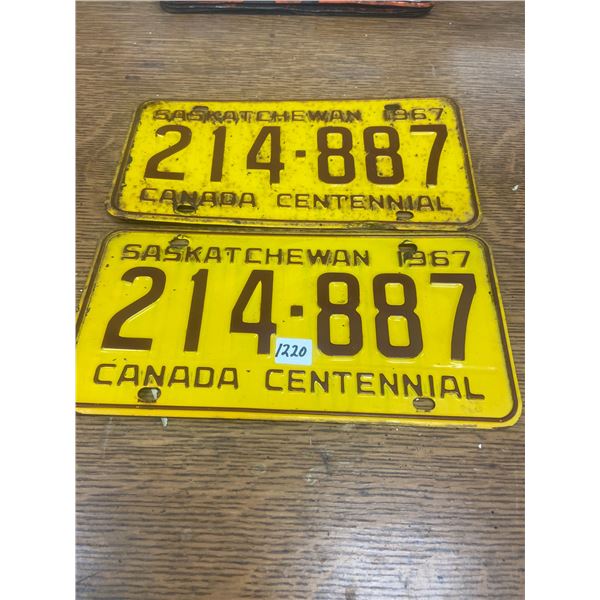 SASKATCHEWAN 1967
214·887
CANADA CENTENNIAL
SASKATCHEWAN 1967
214·887
1220
CANADA CENTENNIAL